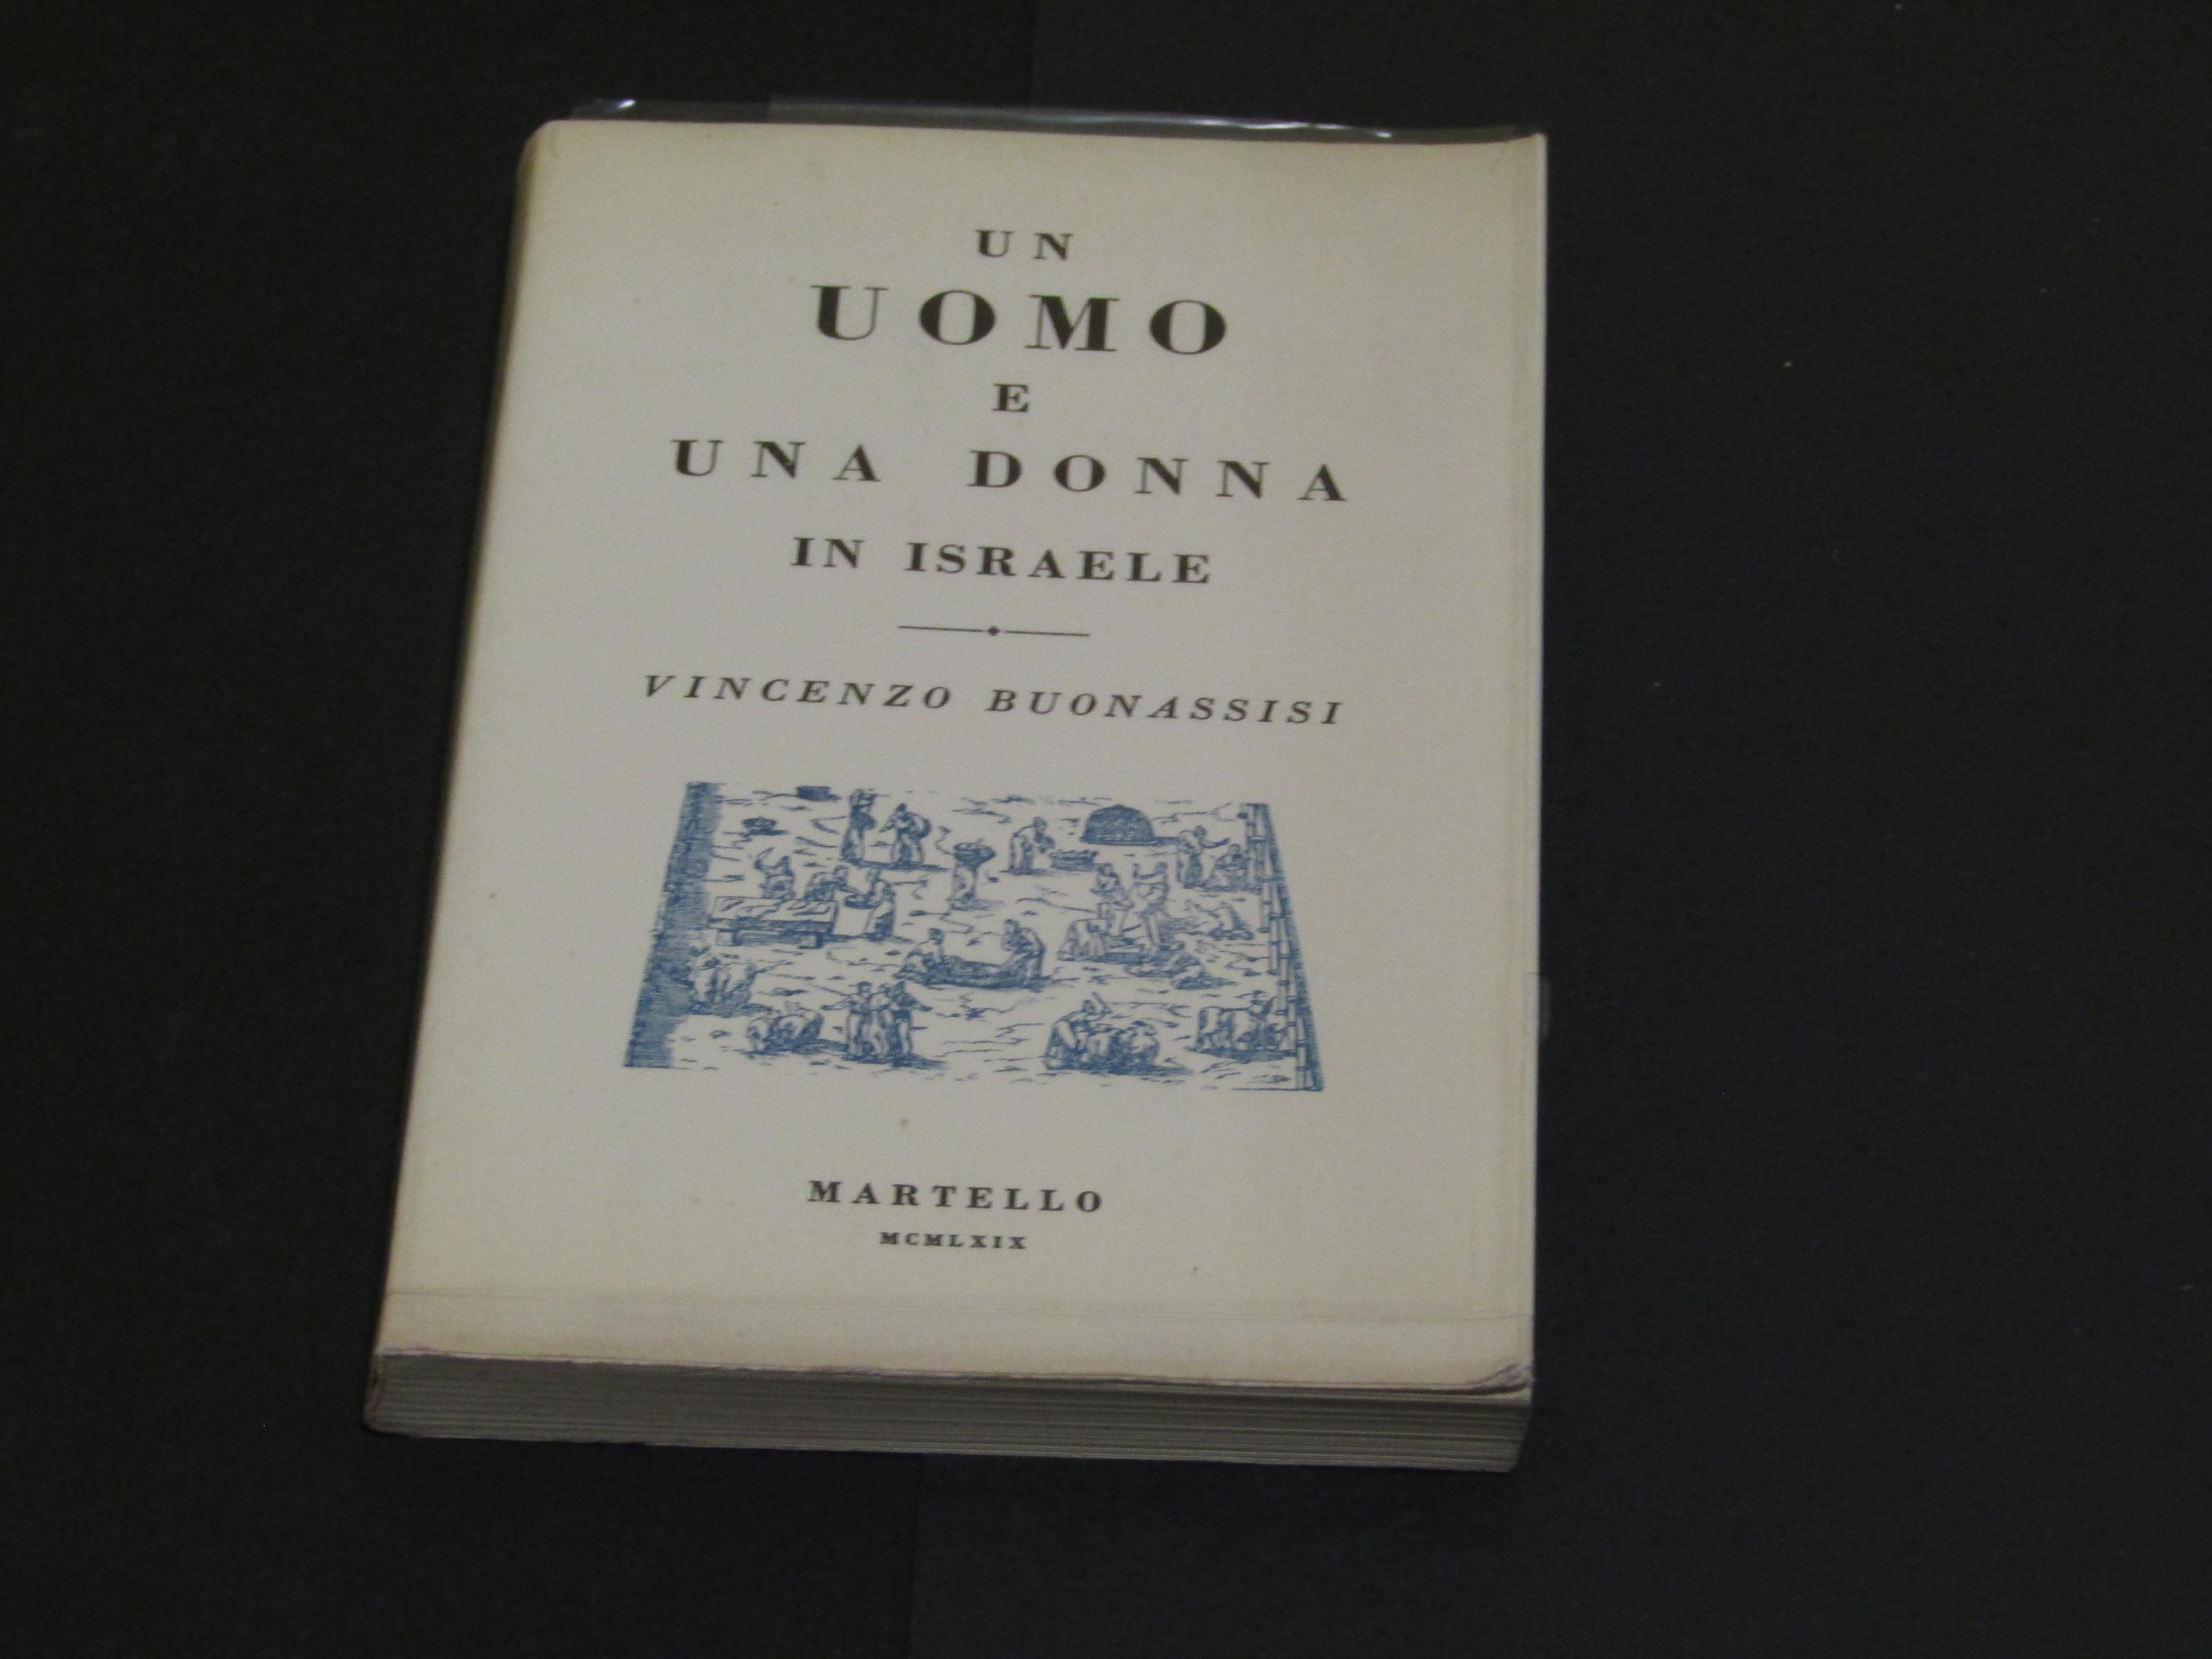 UN
UOMO
E
UNA DONNA
IN ISRAELE
VINCENZO BUONASSISI
MARTELLO
MCMLXIX